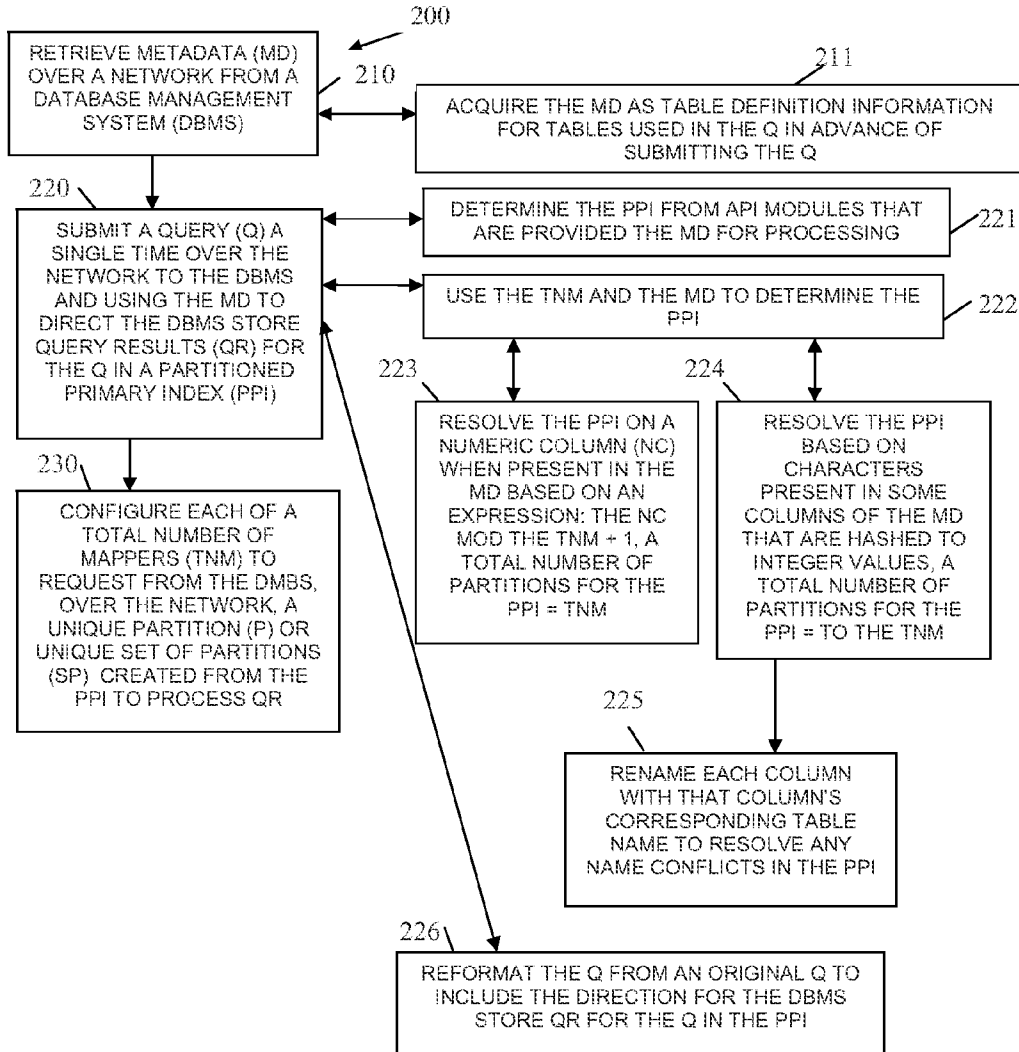 200
RETRIEVE METADATA (MD)
OVER A NETWORK FROM A
DATABASE MANAGEMENT
SYSTEM (DBMS)
210
211
ACQUIRE THE MD AS TABLE DEFINITION INFORMATION
FOR TABLES USED IN THE Q IN ADVANCE OF
SUBMITTING THE Q
220
SUBMIT A QUERY (Q) A
SINGLE TIME OVER THE
NETWORK TO THE DBMS
AND USING THE MD TO
DIRECT THE DBMS STORE
QUERY RESULTS (QR) FOR
THE Q IN A PARTITIONED
PRIMARY INDEX (PPI)
DETERMINE THE PPI FROM API MODULES THAT
ARE PROVIDED THE MD FOR PROCESSING
221
USE THE TNM AND THE MD TO DETERMINE THE
PPI
222
223
RESOLVE THE PPI ON A
NUMERIC COLUMN (NC)
WHEN PRESENT IN THE
MD BASED ON AN
EXPRESSION: THE NC
MOD THE TNM + 1, A
TOTAL NUMBER OF
PARTITIONS FOR THE
PPI = TNM
224
RESOLVE THE PPI
BASED ON
CHARACTERS
PRESENT IN SOME
COLUMNS OF THE MD
THAT ARE HASHED TO
INTEGER VALUES, A
TOTAL NUMBER OF
PARTITIONS FOR THE
PPI = TO THE TNM
230
CONFIGURE EACH OF A
TOTAL NUMBER OF
MAPPERS (TNM) TO
REQUEST FROM THE DMBS,
OVER THE NETWORK, A
UNIQUE PARTITION (P) OR
UNIQUE SET OF PARTITIONS
(SP) CREATED FROM THE
PPI TO PROCESS QR
225
RENAME EACH COLUMN
WITH THAT COLUMN'S
CORRESPONDING TABLE
NAME TO RESOLVE ANY
NAME CONFLICTS IN THE PPI
226
REFORMAT THE Q FROM AN ORIGINAL Q TO
INCLUDE THE DIRECTION FOR THE DBMS
STORE QR FOR THE Q IN THE PPI